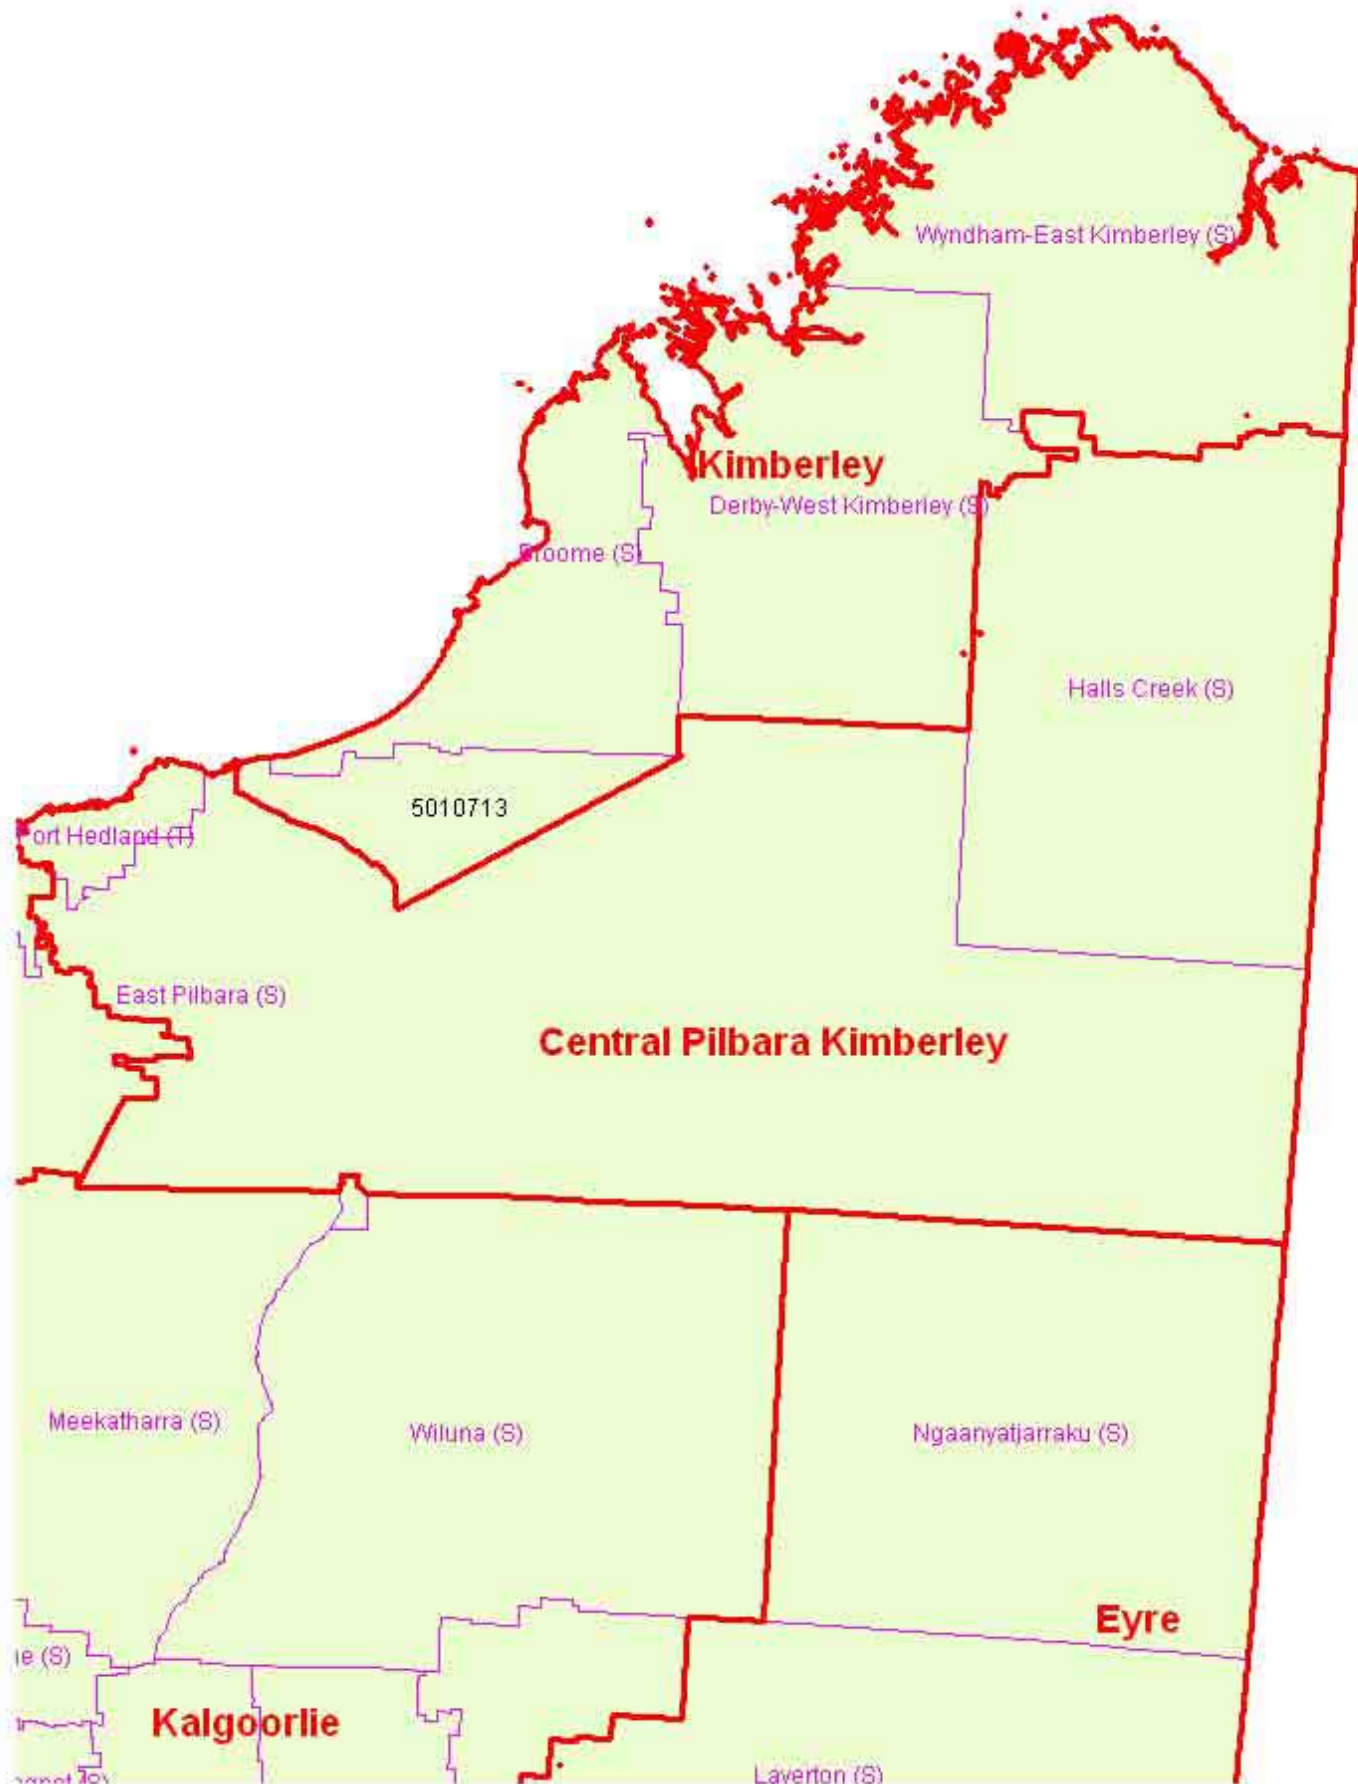 Wyndham-East Kimberley (S)
Kimberley
Derby-West Kimberley (S)
Broome (S)
Halls Creek (S)
5010713
Port Hedland (T)
East Pilbara (S)
Central Pilbara Kimberley
Meekatharra (S)
Wiluna (S)
Ngaanyatjarraku (S)
Eyre
(S)
Kalgoorlie
Laverton (S)